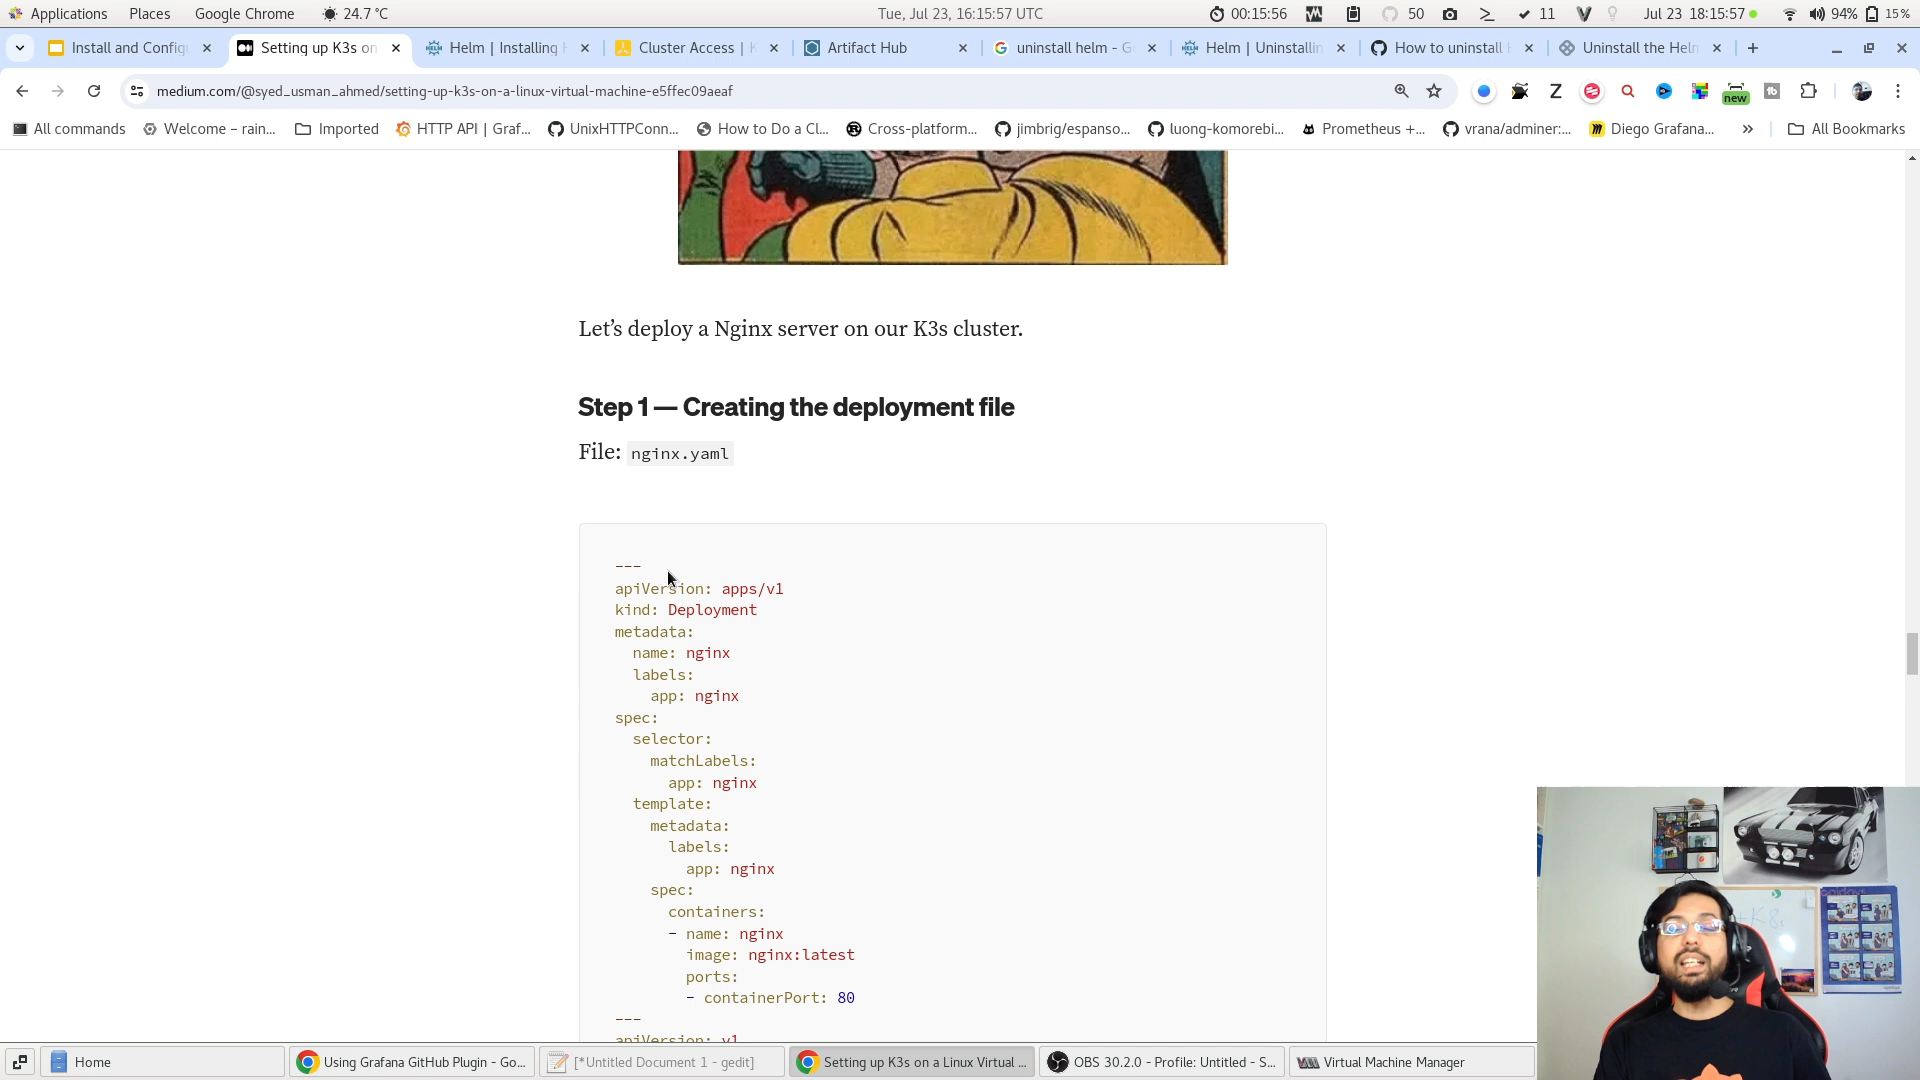 Applications Places Google Chrome 24.7 °C Tue, Jul 23, 16:15:57 UTC 00:15:56 50 11 Jul 23 18:15:57 94% 15%
Install and Config Setting up K3s on Helm | Installing Cluster Access | K Artifact Hub uninstall helm - G Helm | Uninstallin How to uninstall Uninstall the Helm
medium.com/@syed_usman_ahmed/setting-up-k3s-on-a-linux-virtual-machine-e5ffec09aeaf new
All commands Welcome – rain... Imported HTTP API | Graf... UnixHTTPConn... How to Do a Cl... Cross-platform... jimbrig/espanso... luong-komorebi... Prometheus +... vrana/adminer:... Diego Grafana... » All Bookmarks
Let’s deploy a Nginx server on our K3s cluster.
Step 1 — Creating the deployment file
File: nginx.yaml
---
apiVersion: apps/v1
kind: Deployment
metadata:
name: nginx
labels:
app: nginx
spec:
selector:
matchLabels:
app: nginx
template:
metadata:
labels:
app: nginx
spec:
containers:
- name: nginx
image: nginx:latest
ports:
- containerPort: 80
---
apiVersion: v1
Home Using Grafana GitHub Plugin - Go... [*Untitled Document 1 - gedit] Setting up K3s on a Linux Virtual ... OBS 30.2.0 - Profile: Untitled - S... Virtual Machine Manager